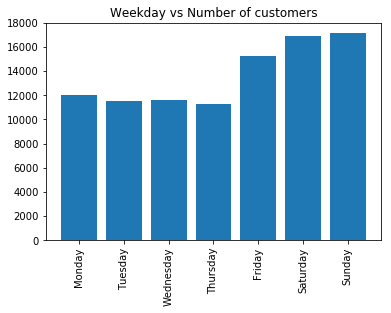 Weekday vs Number of customers
18000
16000
14000
12000
10000
8000
6000
4000
2000
0
Monday
Tuesday
Wednesday
Thursday
Friday
Saturday
Sunday